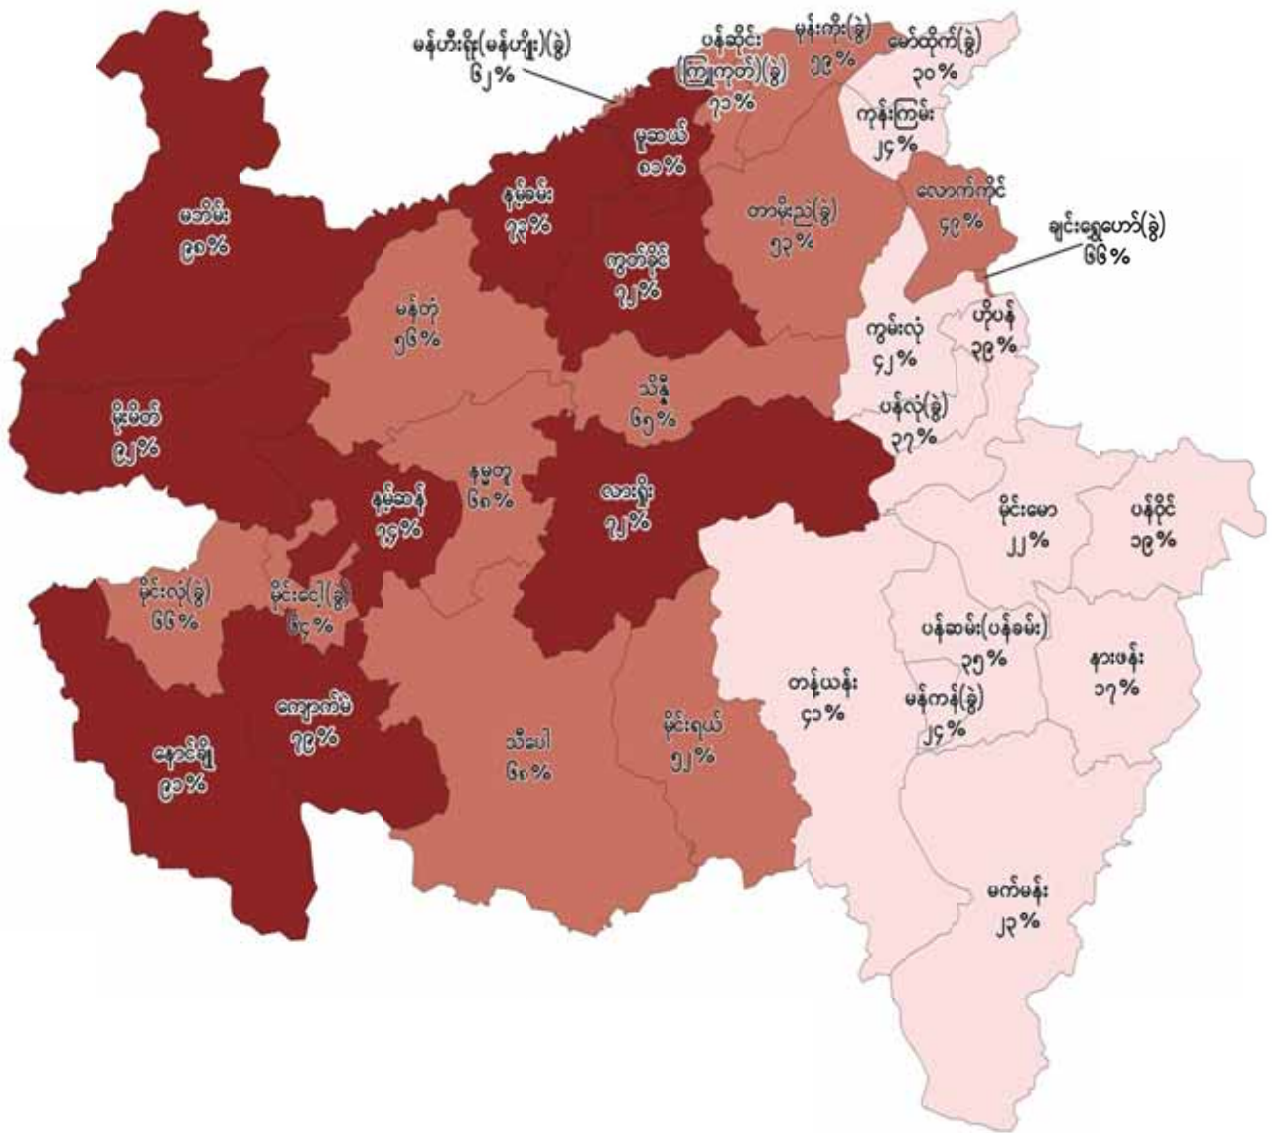 မန်ဟီးရိုး(မန်ဟျိုး)(ခွဲ)
၆၂%
ပန်ဆိုင်း
(ကြူကုတ်)(ခွဲ)
၇၁%
မုန်းကိုး(ခွဲ)
၅၉%
မော်ထိုက်(ခွဲ)
၃၀%
ကုန်းကြမ်း
၂၄%
မူဆယ်
၈၁%
နမ့်ခမ်း
၇၃%
မဘိမ်း
၉၈%
တာမိုးညဲ(ခွဲ)
၅၃%
လောက်ကိုင်
၄၉%
ချင်းရွှေဟော်(ခွဲ)
၆၆%
ကွတ်ခိုင်
၇၂%
မန်တုံ
၅၆%
ကွမ်းလုံ
၄၂%
ဟိုပန်
၃၉%
သိန္နီ
၆၅%
ပန်လုံ(ခွဲ)
၃၇%
မိုးမိတ်
၉၂%
နမ္မတူ
၆၈%
နမ့်ဆန်
၇၄%
လားရှိုး
၇၂%
မိုင်းမော
၂၂%
ပန်ဝိုင်
၁၉%
မိုင်းလုံ(ခွဲ)
၆၆%
မိုင်းငေါ့(ခွဲ)
၆၄%
ပန်ဆမ်း(ပန်ခမ်း)
၃၅%
နားဖန်း
၁၇%
တန့်ယန်း
၄၁%
မန်ကန်(ခွဲ)
၂၄%
ကျောက်မဲ
၇၉%
မိုင်းရယ်
၅၂%
သီပေါ
၆၈%
နောင်ချို
၉၁%
မက်မန်း
၂၃%